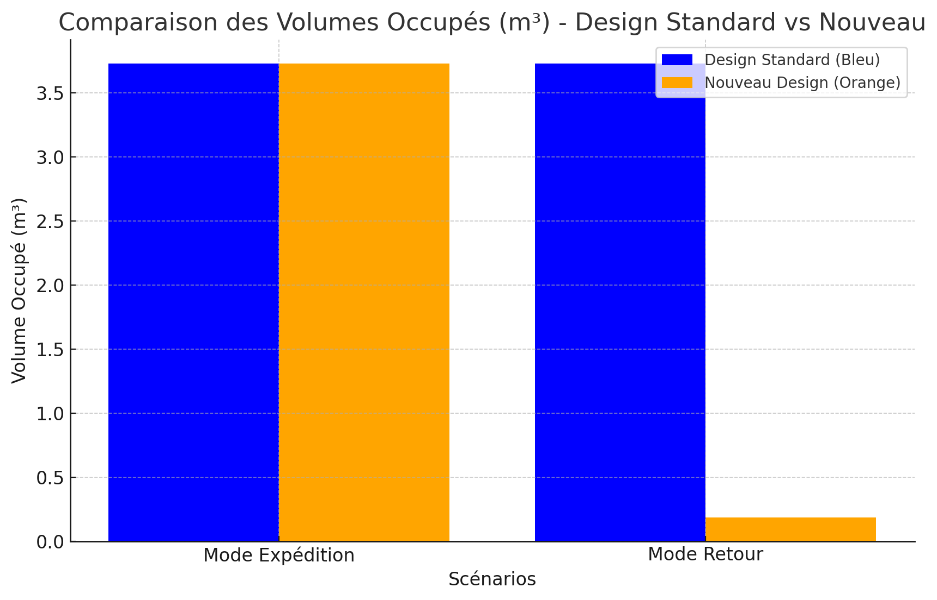 Comparaison des Volumes Occupés (m³) - Design Standard vs Nouveau
Design Standard (Bleu)
Nouveau Design (Orange)
Volume Occupé (m³)
3.5
3.0
2.5
2.0
1.5
1.0
0.5
0.0
Mode Expédition
Mode Retour
Scénarios